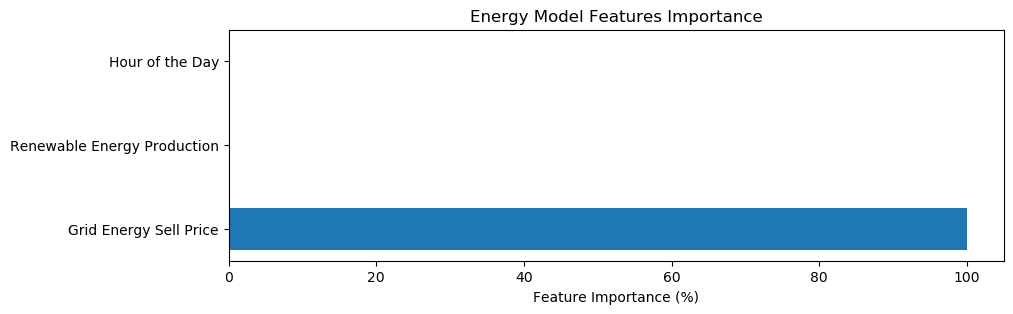 Energy Model Features Importance
Hour of the Day
Renewable Energy Production
Grid Energy Sell Price
0 20 40 60 80 100
Feature Importance (%)